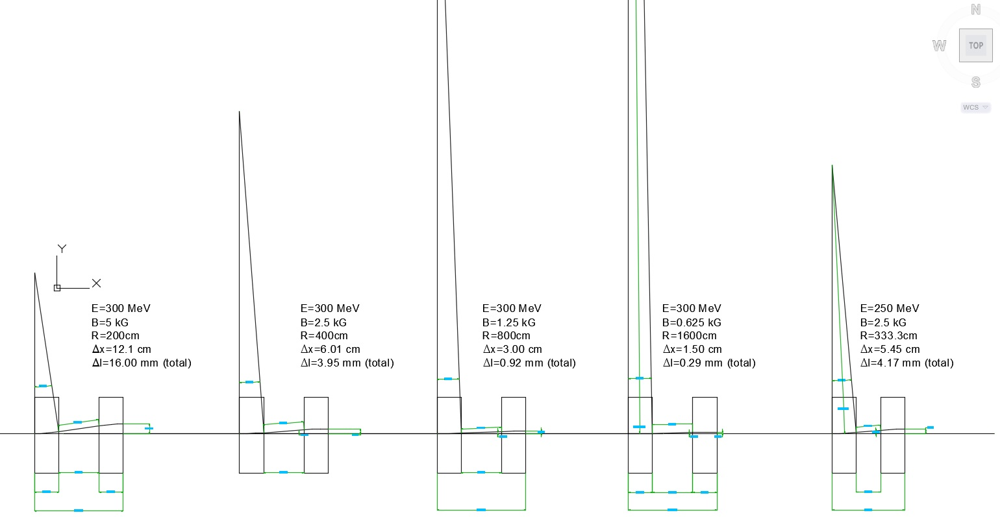 N
W
TOP
S
WCS
Y
X
E=300 MeV
B=5 kG
R=200cm
Δx=12.1 cm
Δl=16.00 mm (total)
E=300 MeV
B=2.5 kG
R=400cm
Δx=6.01 cm
Δl=3.95 mm (total)
E=300 MeV
B=1.25 kG
R=800cm
Δx=3.00 cm
Δl=0.92 mm (total)
E=300 MeV
B=0.625 kG
R=1600cm
Δx=1.50 cm
Δl=0.29 mm (total)
E=250 MeV
B=2.5 kG
R=333.3cm
Δx=5.45 cm
Δl=4.17 mm (total)